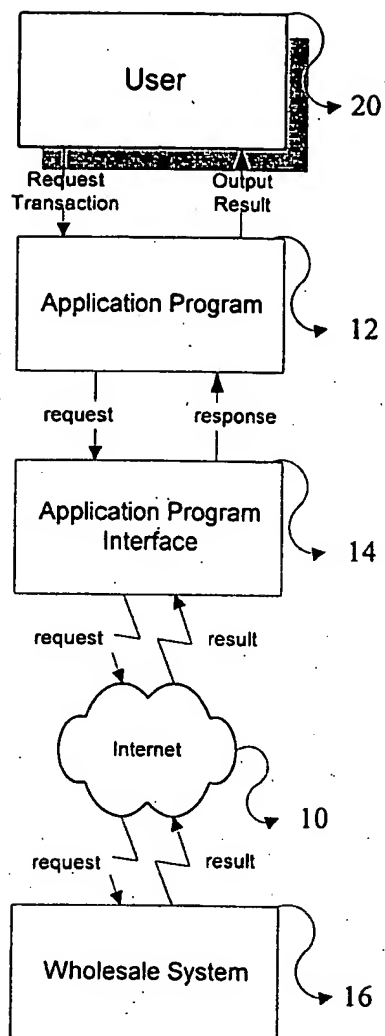 User
20
Request Output
Transaction Result
Application Program
12
request response
Application Program
Interface
14
request result
Internet
10
request result
Wholesale System
16